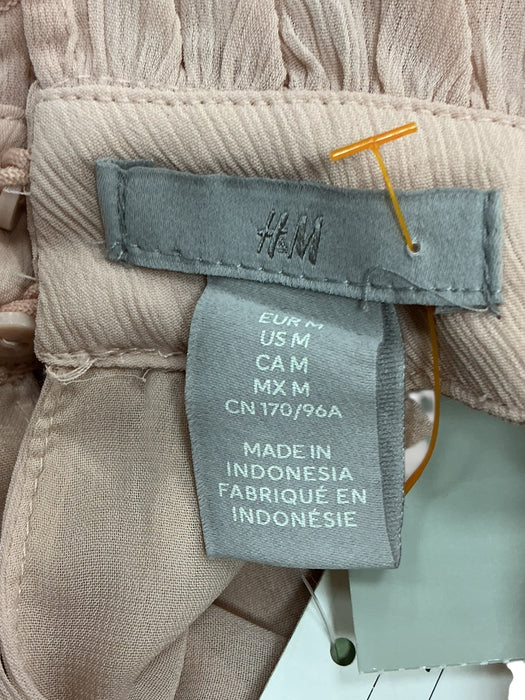 H&M
EUR M
US M
CA M
MX M
CN 170/96A
MADE IN
INDONESIA
FABRIQUÉ EN
INDONÉSIE